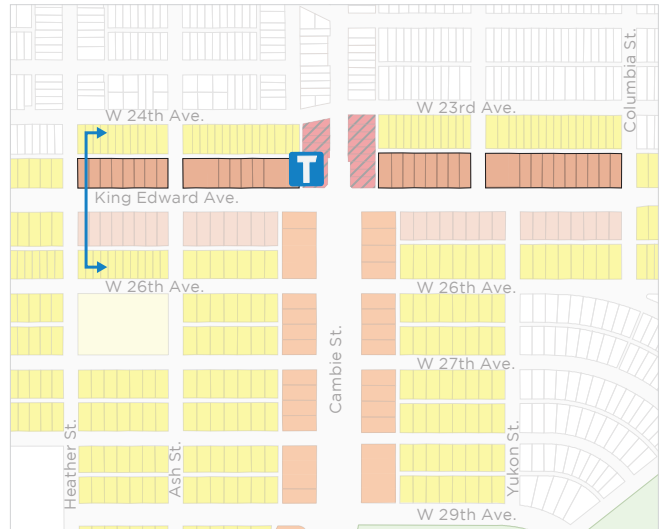 Columbia St.
W 23rd Ave.
W 24th Ave.
T
King Edward Ave.
W 26th Ave.
W 26th Ave.
Cambie St.
W 27th Ave.
Heather St.
Ash St.
Yukon St.
W 29th Ave.